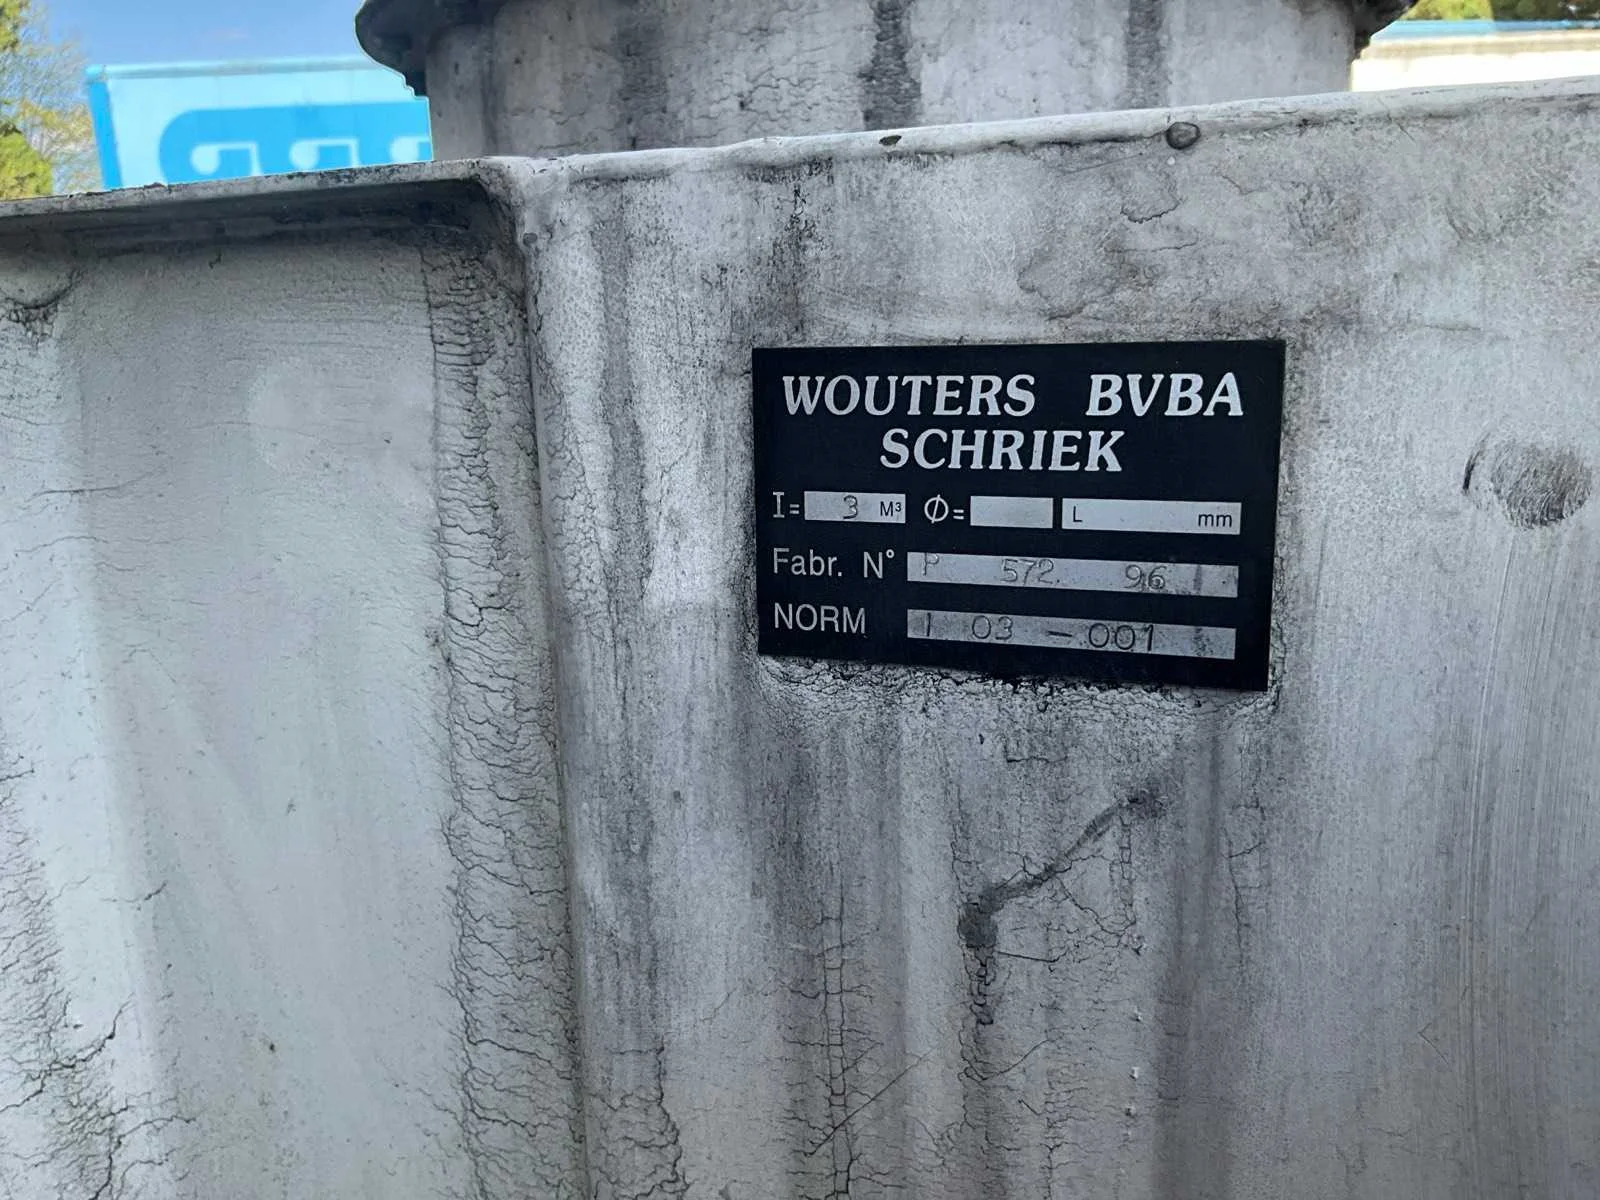 WOUTERS BVBA
SCHRIEK
I= 3 M³ Ø= L mm
Fabr. N° P 572 96
NORM I 03 - 001